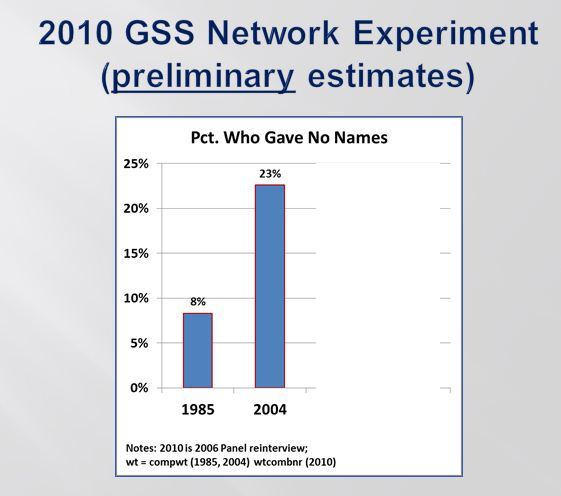 2010 GSS Network Experiment
(preliminary estimates)
Pct. Who Gave No Names
25%
23%
20%
15%
10%
8%
5%
0%
1985 2004
Notes: 2010 is 2006 Panel reinterview;
wt = compwt (1985, 2004) wtcombnr (2010)